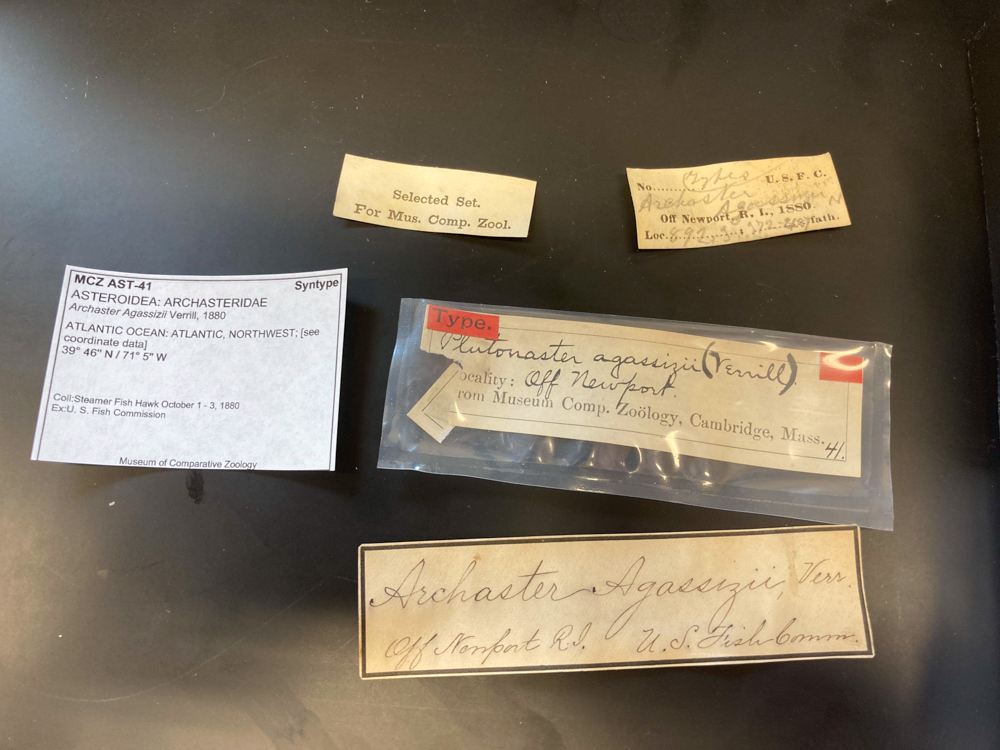 Selected Set.
For Mus. Comp. Zool.
No. Types U. S. F. C.
Archaster
Agassizii
Off Newport, R. I., 1880.
Loc. fath.
MCZ AST-41 Syntype
ASTEROIDEA: ARCHASTERIDAE
Archaster Agassizii Verrill, 1880
ATLANTIC OCEAN: ATLANTIC, NORTHWEST; [see
coordinate data]
39° 46" N / 71° 5" W
Coll:Steamer Fish Hawk October 1 - 3, 1880
Ex:U. S. Fish Commission
Museum of Comparative Zoology
Type.
Plutonaster agassizii (Verrill)
ocality: Off Newport.
rom Museum Comp. Zoölogy, Cambridge, Mass.
41.
Archaster Agassizii, Verr.
Off Newport R.I. U.S. Fish Comm.